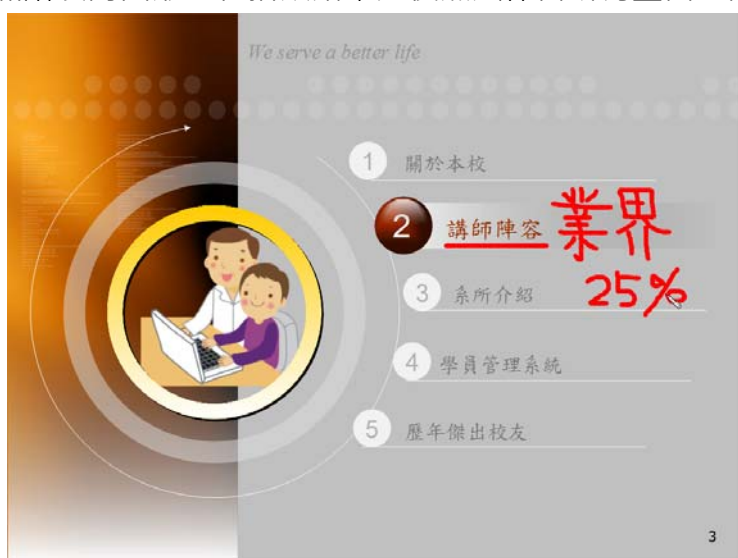 We serve a better life
1 關於本校
2 講師陣容 業界
3 系所介紹 25%
4 學員管理系統
5 歷年傑出校友
3